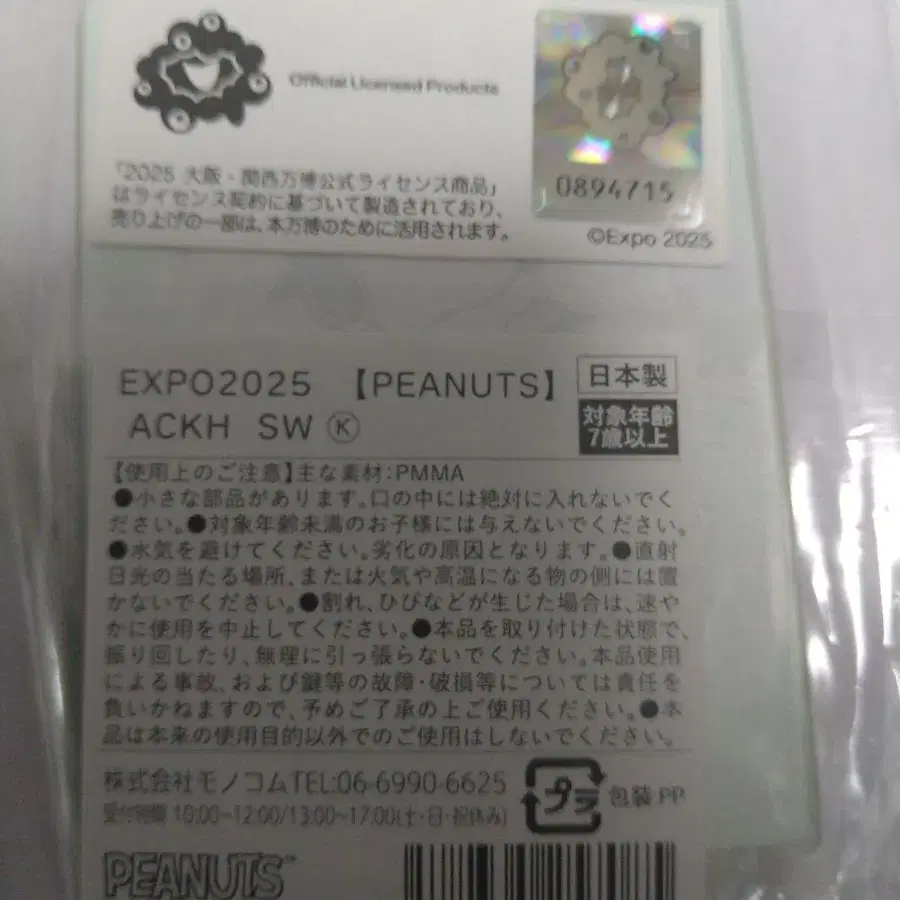 Official Licensed Products
「2025 大阪・関西万博公式ライセンス商品」
はライセンス契約に基づいて製造されており、
売り上げの一部は、本万博のために活用されます。
0894715
©Expo 2025
EXPO2025 【PEANUTS】
ACKH SW Ⓚ
日本製
対象年齢
7歳以上
【使用上のご注意】主な素材:PMMA
●小さな部品があります。口の中には絶対に入れないでく
ださい。●対象年齢未満のお子様には与えないでください。
●水気を避けてください。劣化の原因となります。●直射
日光の当たる場所、または火気や高温になる物の側には置
かないでください。●割れ、ひびなどが生じた場合は、速や
かに使用を中止してください。●本品を取り付けた状態で、
振り回したり、無理に引っ張らないでください。本品使用
による事故、および鍵等の故障・破損等については責任を
負いかねますので、予めご了承の上ご使用ください。●本
品は本来の使用目的以外でのご使用はしないでください。
株式会社モノコムTEL:06-6990-6625
受付時間 10:00~12:00/13:00~17:00(土・日・祝休み)
プラ
包装 PP
PEANUTS™